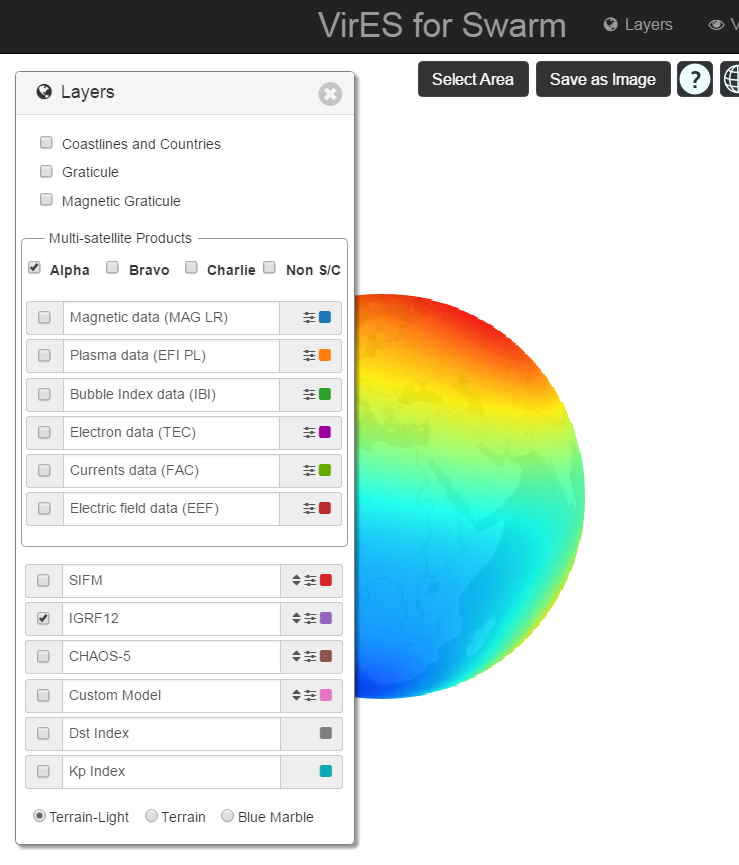 VirES for Swarm
Layers
V
Select Area
Save as Image
?
Layers
Coastlines and Countries
Graticule
Magnetic Graticule
Multi-satellite Products
Alpha Bravo Charlie Non S/C
Magnetic data (MAG LR)
Plasma data (EFI PL)
Bubble Index data (IBI)
Electron data (TEC)
Currents data (FAC)
Electric field data (EEF)
SIFM
IGRF12
CHAOS-5
Custom Model
Dst Index
Kp Index
Terrain-Light Terrain Blue Marble